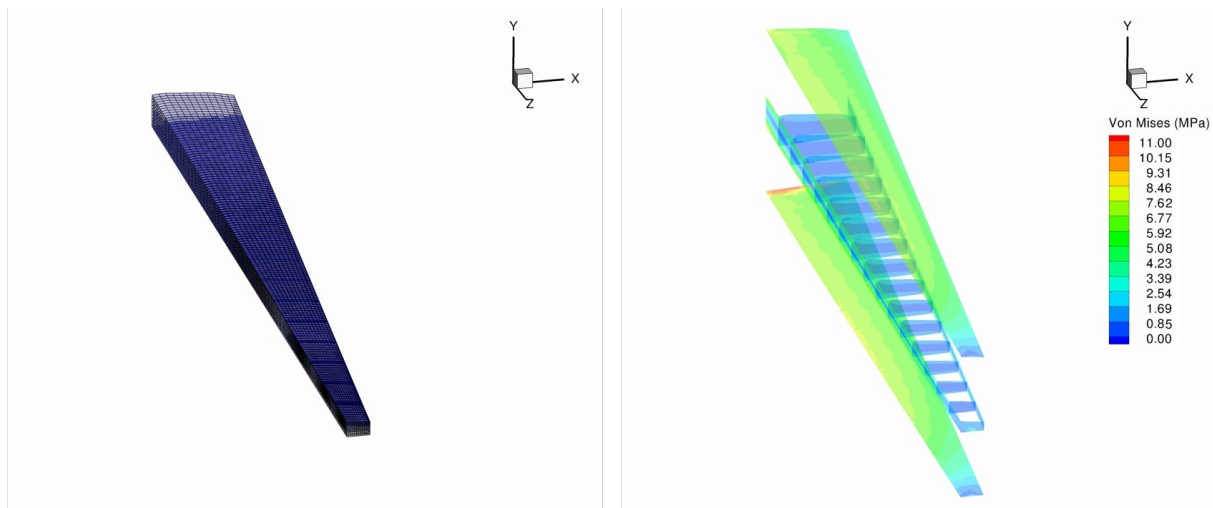 Y
X
Z
Y
X
Z
Von Mises (MPa)
11.00
10.15
9.31
8.46
7.62
6.77
5.92
5.08
4.23
3.39
2.54
1.69
0.85
0.00